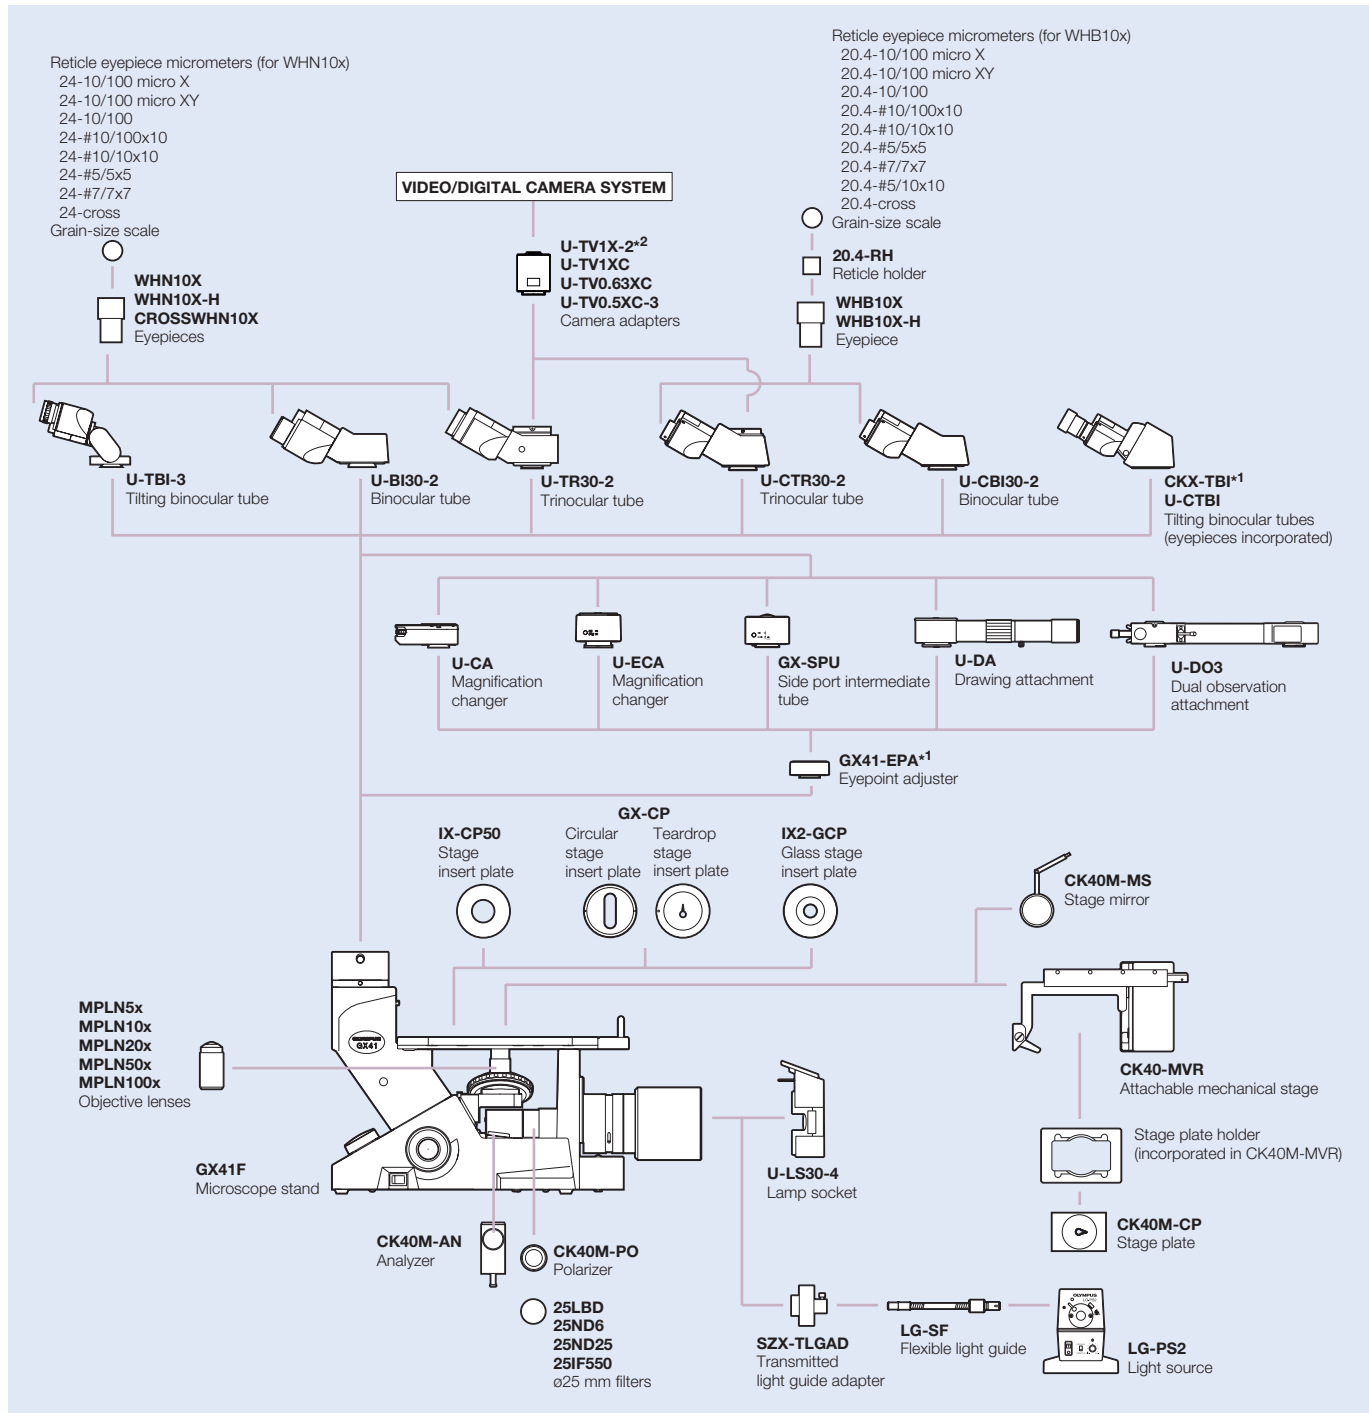 Reticle eyepiece micrometers (for WHN10x)
24-10/100 micro X
24-10/100 micro XY
24-10/100
24-#10/100x10
24-#10/10x10
24-#5/5x5
24-#7/7x7
24-cross
Grain-size scale
Reticle eyepiece micrometers (for WHB10x)
20.4-10/100 micro X
20.4-10/100 micro XY
20.4-10/100
20.4-#10/100x10
20.4-#10/10x10
20.4-#5/5x5
20.4-#7/7x7
20.4-#5/10x10
20.4-cross
Grain-size scale
VIDEO/DIGITAL CAMERA SYSTEM
U-TV1X-2*2
U-TV1XC
U-TV0.63XC
U-TV0.5XC-3
Camera adapters
20.4-RH
Reticle holder
WHN10X
WHN10X-H
CROSSWHN10X
Eyepieces
WHB10X
WHB10X-H
Eyepiece
U-TBI-3
Tilting binocular tube
U-BI30-2
Binocular tube
U-TR30-2
Trinocular tube
U-CTR30-2
Trinocular tube
U-CBI30-2
Binocular tube
CKX-TBI*1
U-CTBI
Tilting binocular tubes
(eyepieces incorporated)
U-CA
Magnification
changer
U-ECA
Magnification
changer
GX-SPU
Side port intermediate
tube
U-DA
Drawing attachment
U-DO3
Dual observation
attachment
GX41-EPA*1
Eyepoint adjuster
IX-CP50
Stage
insert plate
GX-CP
Circular
stage
insert plate
Teardrop
stage
insert plate
IX2-GCP
Glass stage
insert plate
CK40M-MS
Stage mirror
MPLN5x
MPLN10x
MPLN20x
MPLN50x
MPLN100x
Objective lenses
OLYMPUS
GX41
CK40-MVR
Attachable mechanical stage
Stage plate holder
(incorporated in CK40M-MVR)
GX41F
Microscope stand
U-LS30-4
Lamp socket
CK40M-CP
Stage plate
CK40M-AN
Analyzer
CK40M-PO
Polarizer
25LBD
25ND6
25ND25
25IF550
ø25 mm filters
SZX-TLGAD
Transmitted
light guide adapter
LG-SF
Flexible light guide
OLYMPUS
LG-PS2
LG-PS2
Light source